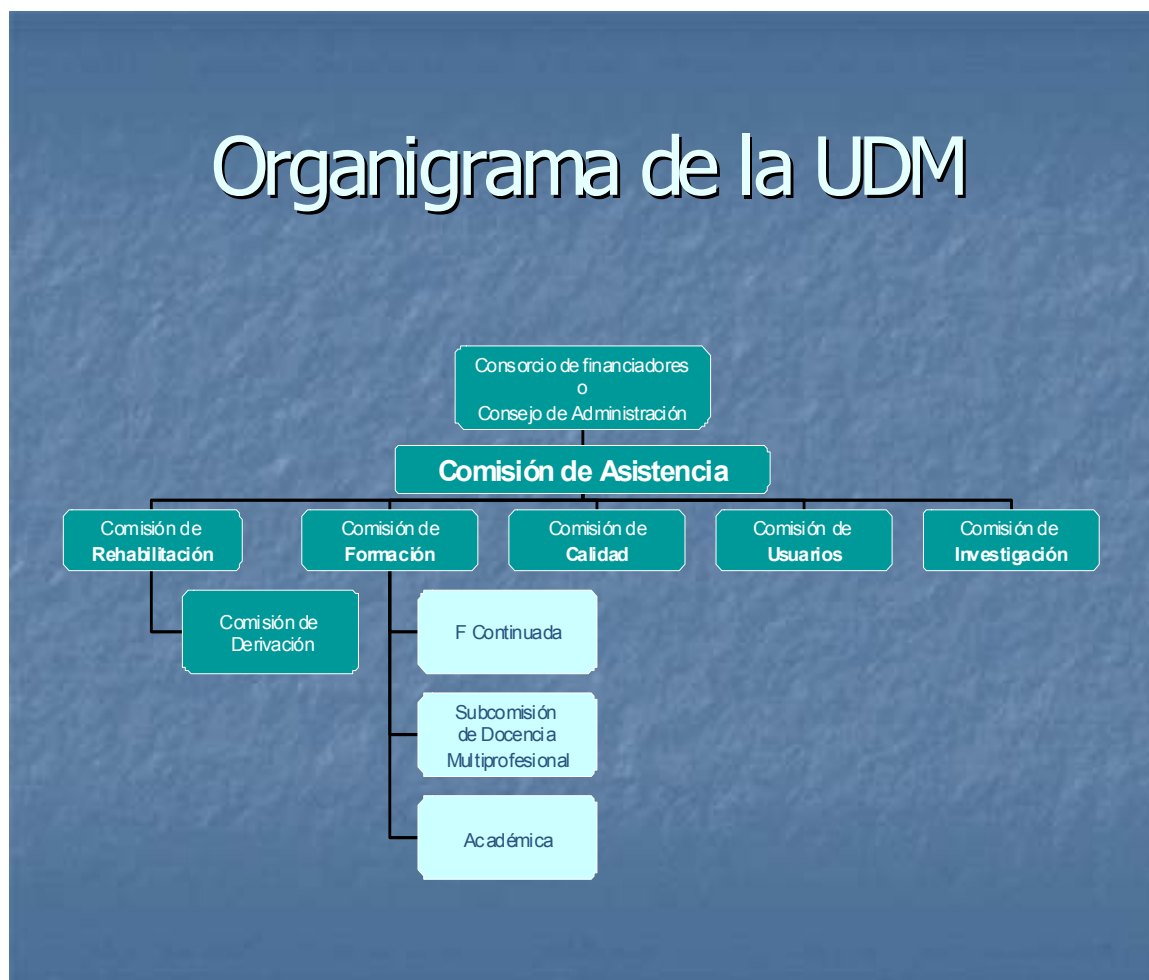 Organigrama de la UDM
Consorcio de financiadores
o
Consejo de Administración
Comisión de Asistencia
Comisión de
Rehabilitación
Comisión de
Formación
Comisión de
Calidad
Comisión de
Usuarios
Comisión de
Investigación
Comisión de
Derivación
F Continuada
Subcomisión
de Docencia
Multiprofesional
Académica